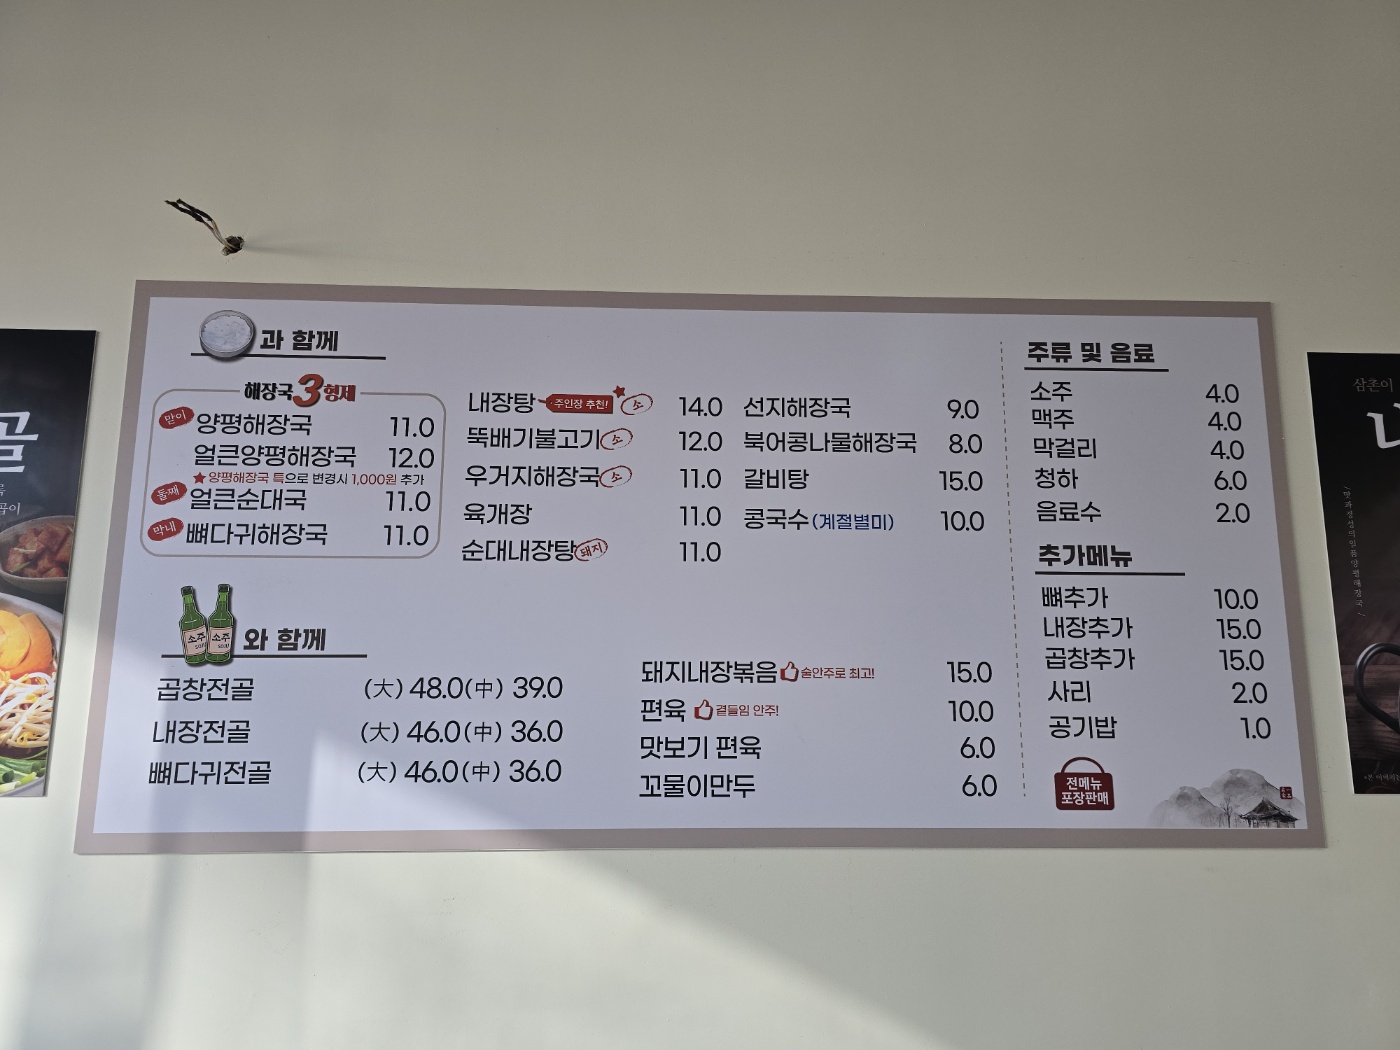 과 함께
해장국 3형제
맏이
양평해장국 11.0
얼큰양평해장국 12.0
★양평해장국 특으로 변경시 1,000원 추가
둘째
얼큰순대국 11.0
막내
뼈다귀해장국 11.0
내장탕 주인장 추천! 소 14.0
뚝배기불고기 소 12.0
우거지해장국 소 11.0
육개장 11.0
순대내장탕 돼지 11.0
선지해장국 9.0
북어콩나물해장국 8.0
갈비탕 15.0
콩국수(계절별미) 10.0
소주 소주
와 함께
곱창전골 (大) 48.0(中) 39.0
내장전골 (大) 46.0(中) 36.0
뼈다귀전골 (大) 46.0(中) 36.0
돼지내장볶음 술안주로 최고! 15.0
편육 곁들임 안주! 10.0
맛보기 편육 6.0
꼬물이만두 6.0
주류 및 음료
소주 4.0
맥주 4.0
막걸리 4.0
청하 6.0
음료수 2.0
추가메뉴
뼈추가 10.0
내장추가 15.0
곱창추가 15.0
사리 2.0
공기밥 1.0
전메뉴
포장판매
골
삼촌이